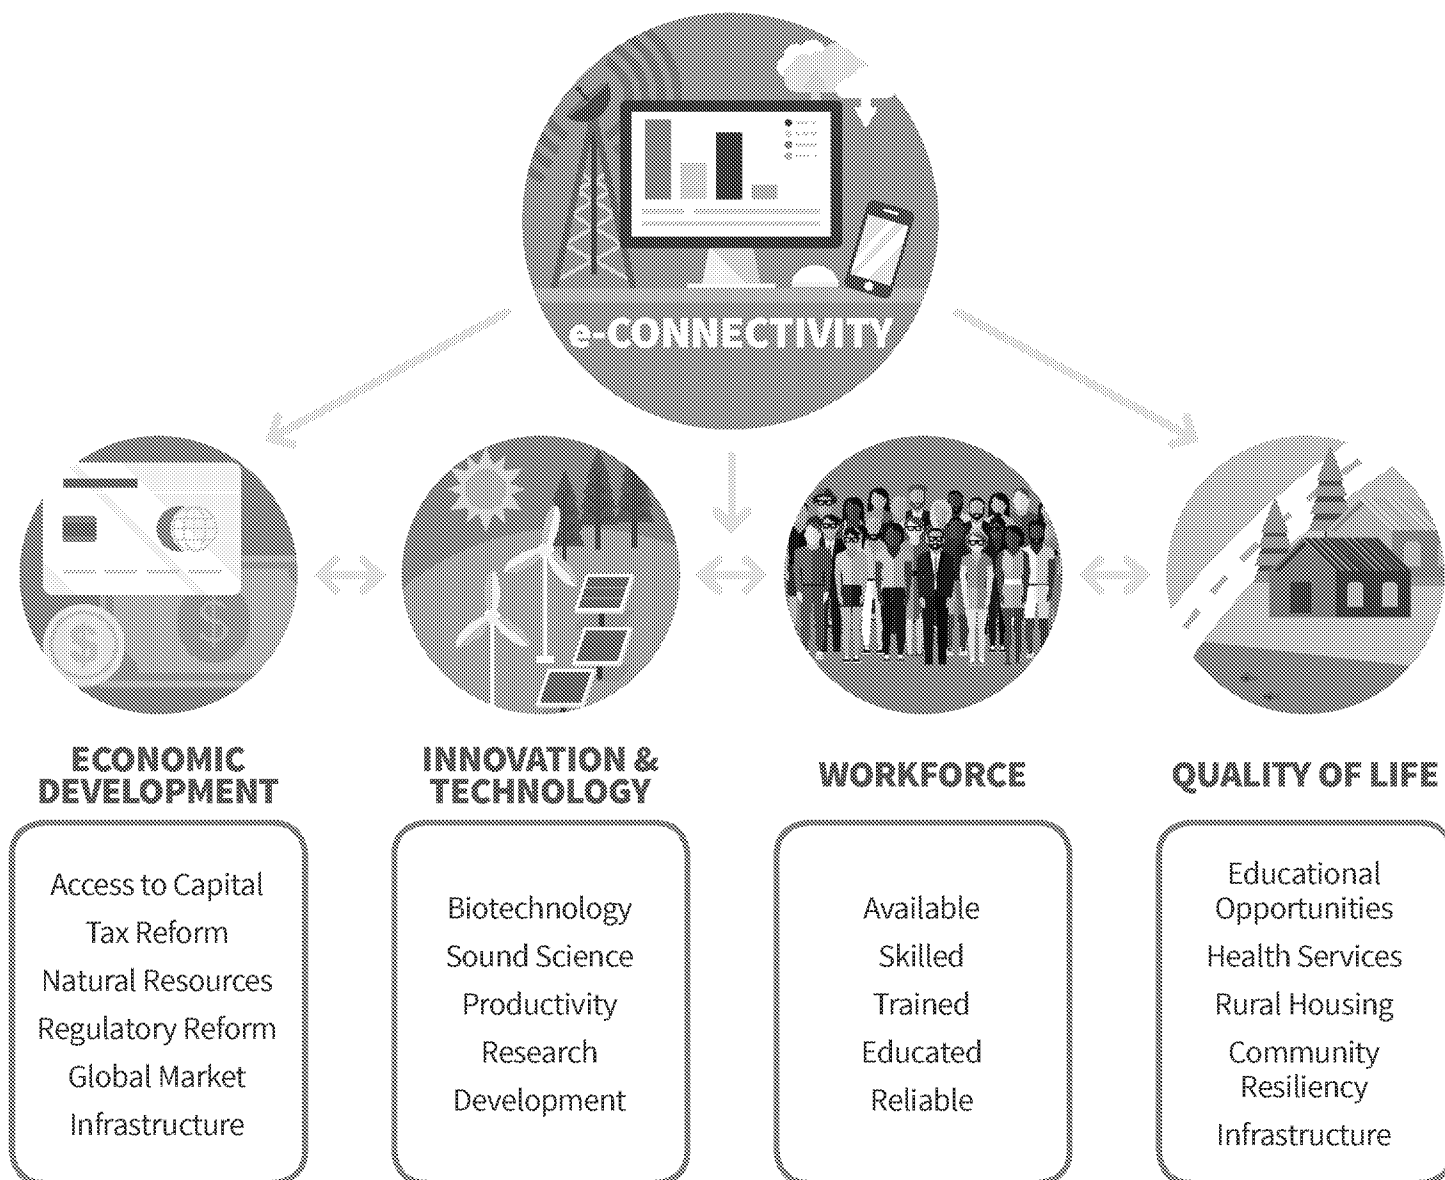 e-CONNECTIVITY
ECONOMIC
DEVELOPMENT
Access to Capital
Tax Reform
Natural Resources
Regulatory Reform
Global Market
Infrastructure
INNOVATION &
TECHNOLOGY
Biotechnology
Sound Science
Productivity
Research
Development
WORKFORCE
Available
Skilled
Trained
Educated
Reliable
QUALITY OF LIFE
Educational
Opportunities
Health Services
Rural Housing
Community
Resiliency
Infrastructure